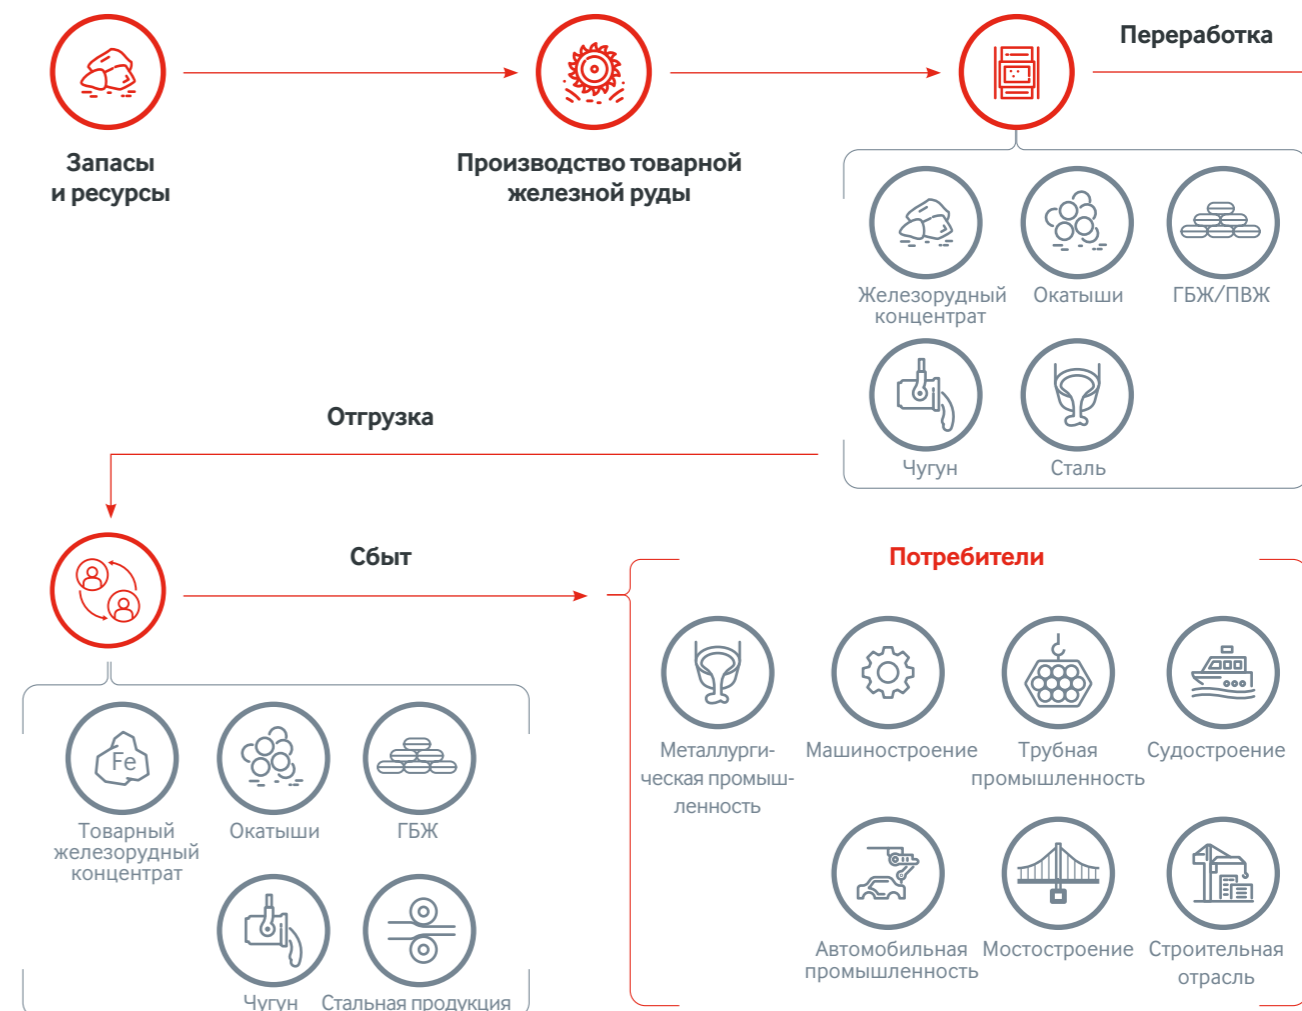 Переработка
Запасы
и ресурсы
Производство товарной
железной руды
Железорудный
концентрат
Окатыши
ГБЖ/ПВЖ
Чугун
Сталь
Отгрузка
Сбыт
Потребители
Товарный
железорудный
концентрат
Fe
Окатыши
ГБЖ
Чугун
Стальная продукция
Металлурги-
ческая промыш-
ленность
Машиностроение
Трубная
промышленность
Судостроение
Автомобильная
промышленность
Мостостроение
Строительная
отрасль